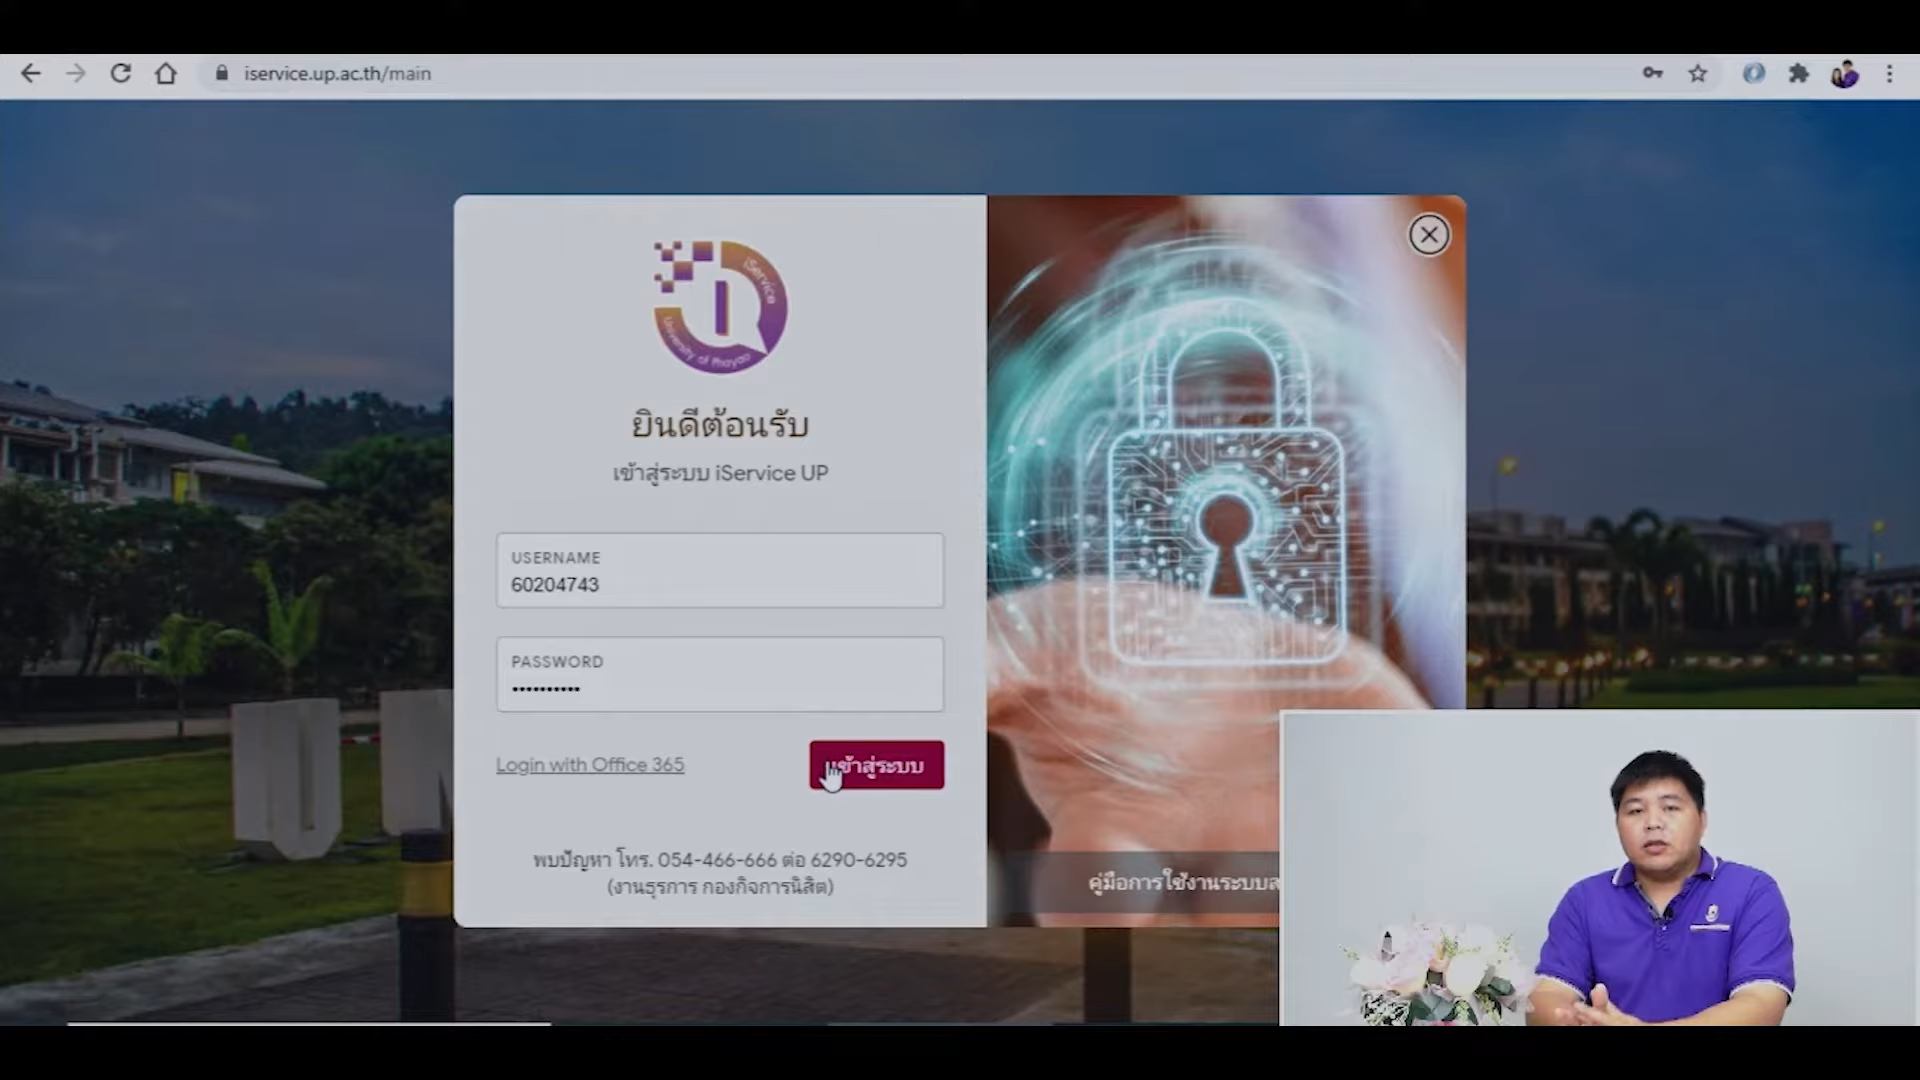 iservice.up.ac.th/main
iService
University of Phayao
ยินดีต้อนรับ
เข้าสู่ระบบ iService UP
USERNAME
60204743
PASSWORD
••••••••••
Login with Office 365
เข้าสู่ระบบ
พบปัญหา โทร. 054-466-666 ต่อ 6290-6295
(งานธุรการ กองกิจการนิสิต)
คู่มือการใช้งานระบบ
U